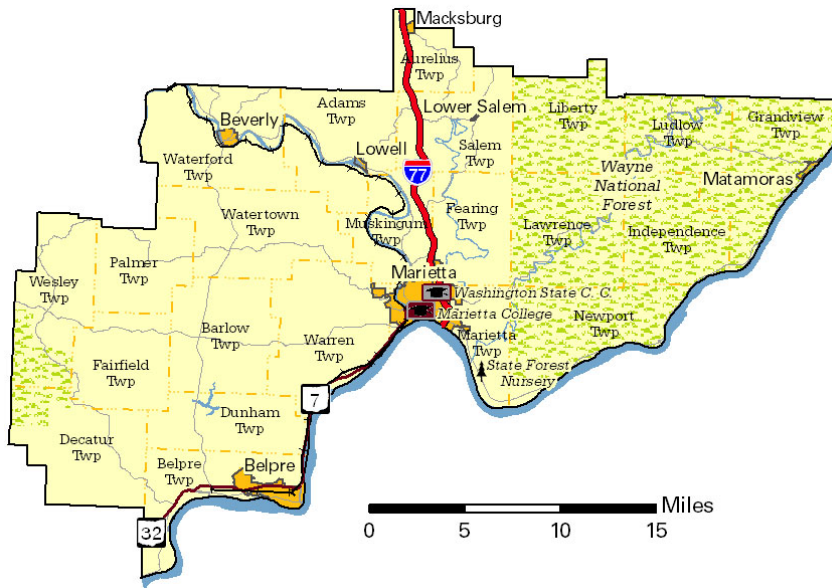 Macksburg
Aurelius
Twp
Adams
Twp
Lower Salem
Liberty
Twp
Ludlow
Twp
Grandview
Twp
Beverly
Lowell
Salem
Twp
Waterford
Twp
77
Wayne
National
Forest
Matamoras
Watertown
Twp
Muskingum
Twp
Fearing
Twp
Lawrence
Twp
Independence
Twp
Palmer
Twp
Wesley
Twp
Marietta
Washington State C. C.
Marietta College
Newport
Twp
Barlow
Twp
Warren
Twp
Marietta
Twp
Fairfield
Twp
State Forest
Nursery
7
Dunham
Twp
Decatur
Twp
Belpre
Twp
Belpre
32
Miles
0 5 10 15